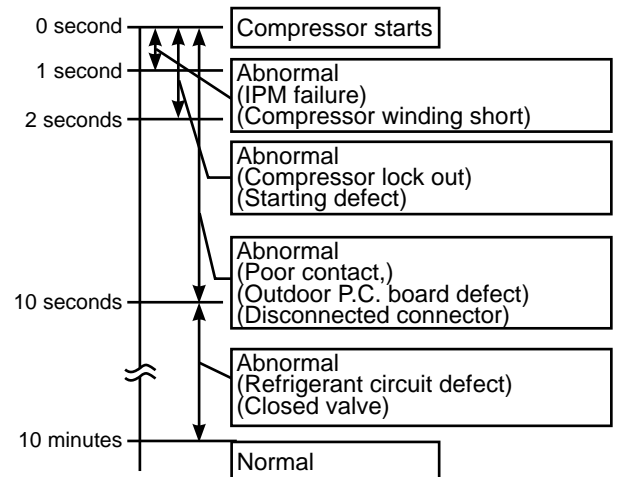 0 second
Compressor starts
1 second
Abnormal
(IPM failure)
(Compressor winding short)
2 seconds
Abnormal
(Compressor lock out)
(Starting defect)
Abnormal
(Poor contact,)
(Outdoor P.C. board defect)
(Disconnected connector)
10 seconds
Abnormal
(Refrigerant circuit defect)
(Closed valve)
10 minutes
Normal